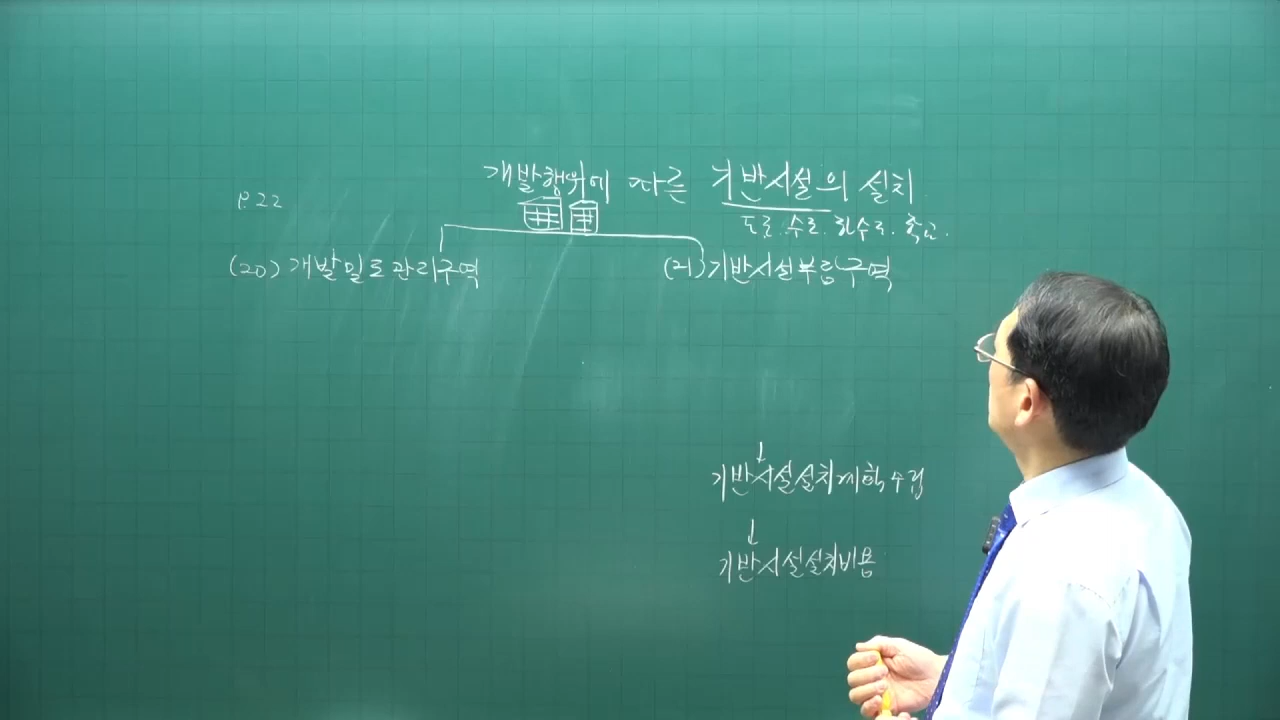 개발행위에 따른 기반시설의 설치
P.22
도로. 수도. 하수도. 학교.
(20) 개발밀도관리구역
(21) 기반시설부담구역
↓
기반시설설치계획수립
↓
기반시설설치비용